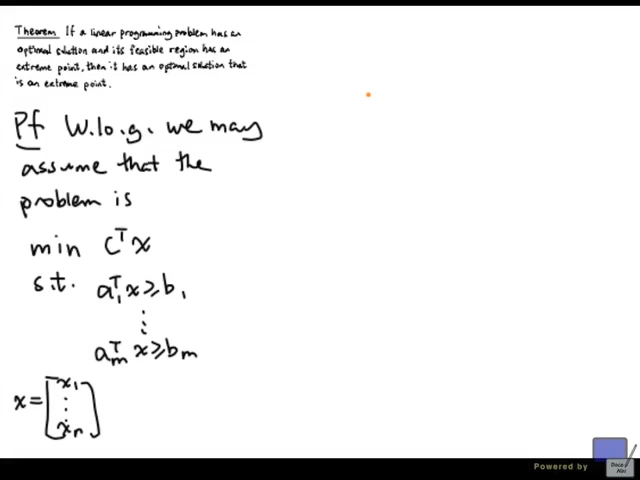 Theorem If a linear programming problem has an
optimal solution and its feasible region has an
extreme point, then it has an optimal solution that
is an extreme point.
Pf W.lo.g. we may
assume that the
problem is
min cᵀx
s.t. a₁ᵀx ≥ b₁
⋮
aₘᵀx ≥ bₘ
x = [x₁ ⋮ xₙ]
Powered by